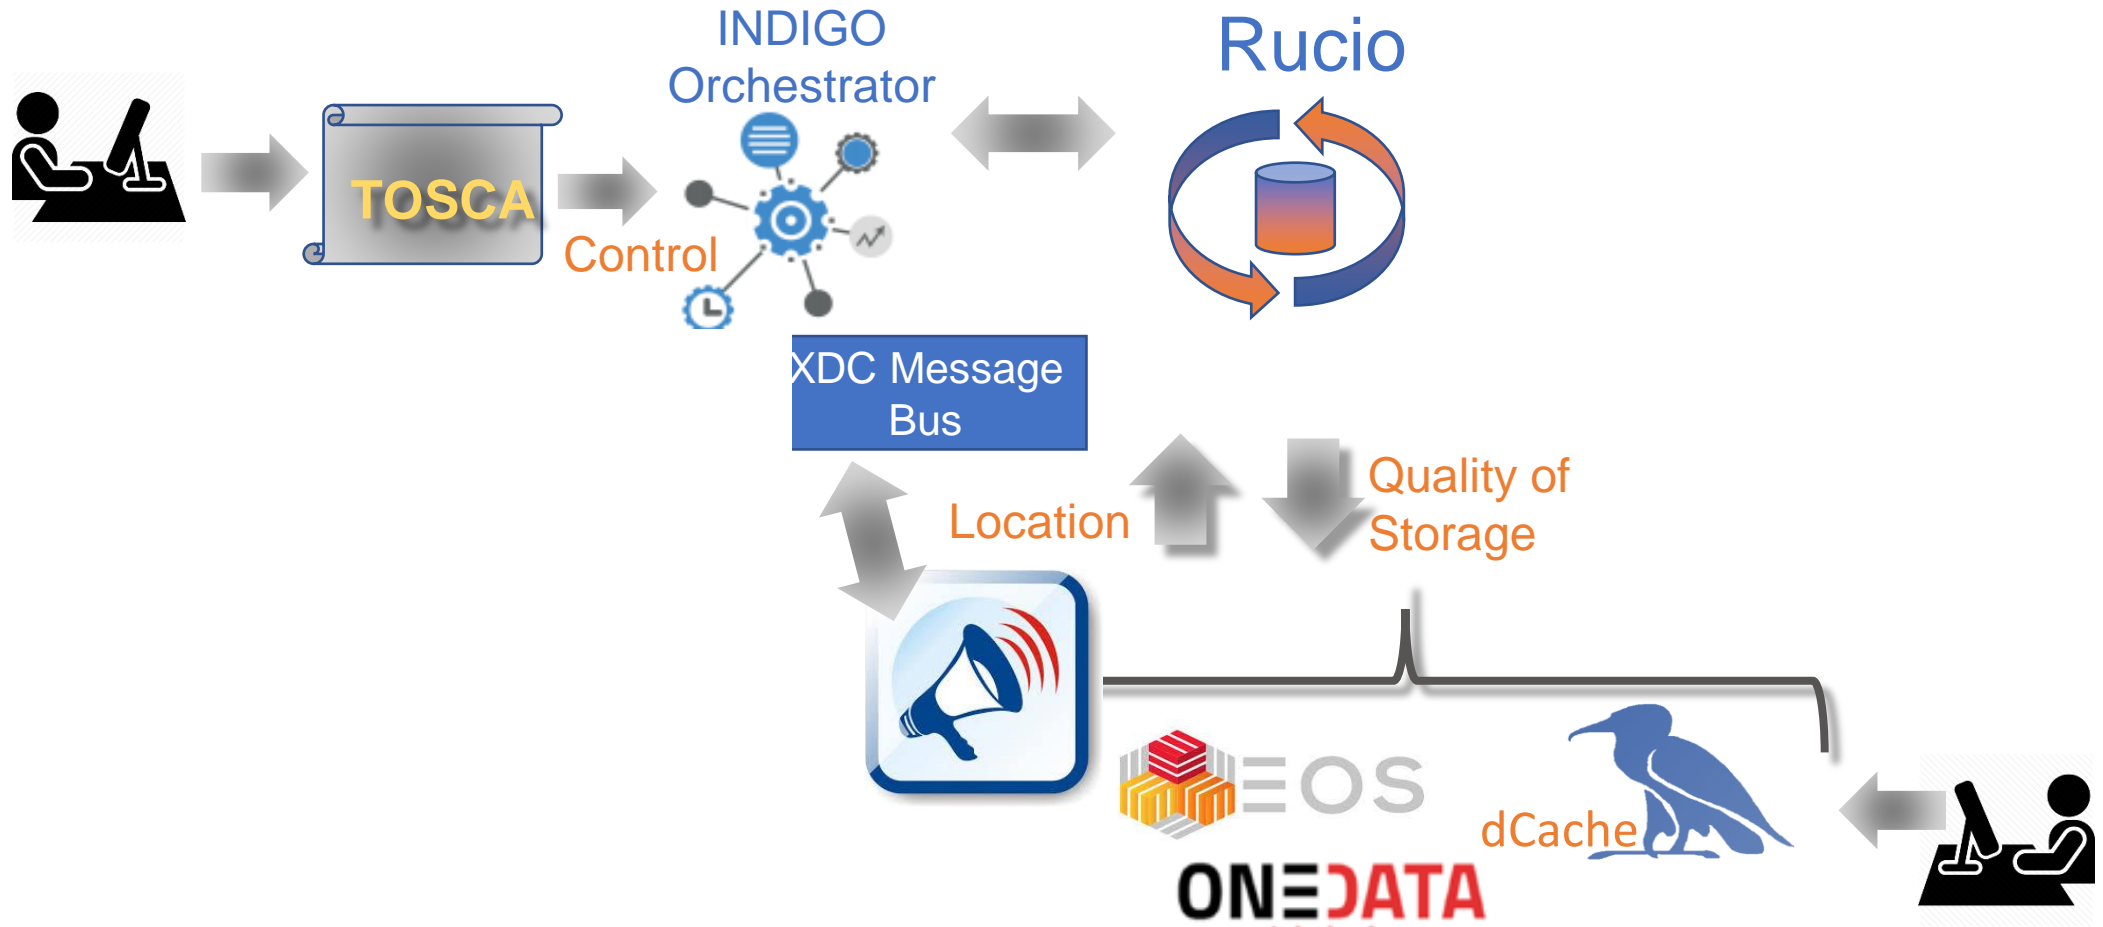 INDIGO
Orchestrator
Rucio
TOSCA
Control
XDC Message
Bus
Location
Quality of
Storage
EOS
dCache
ONEDATA